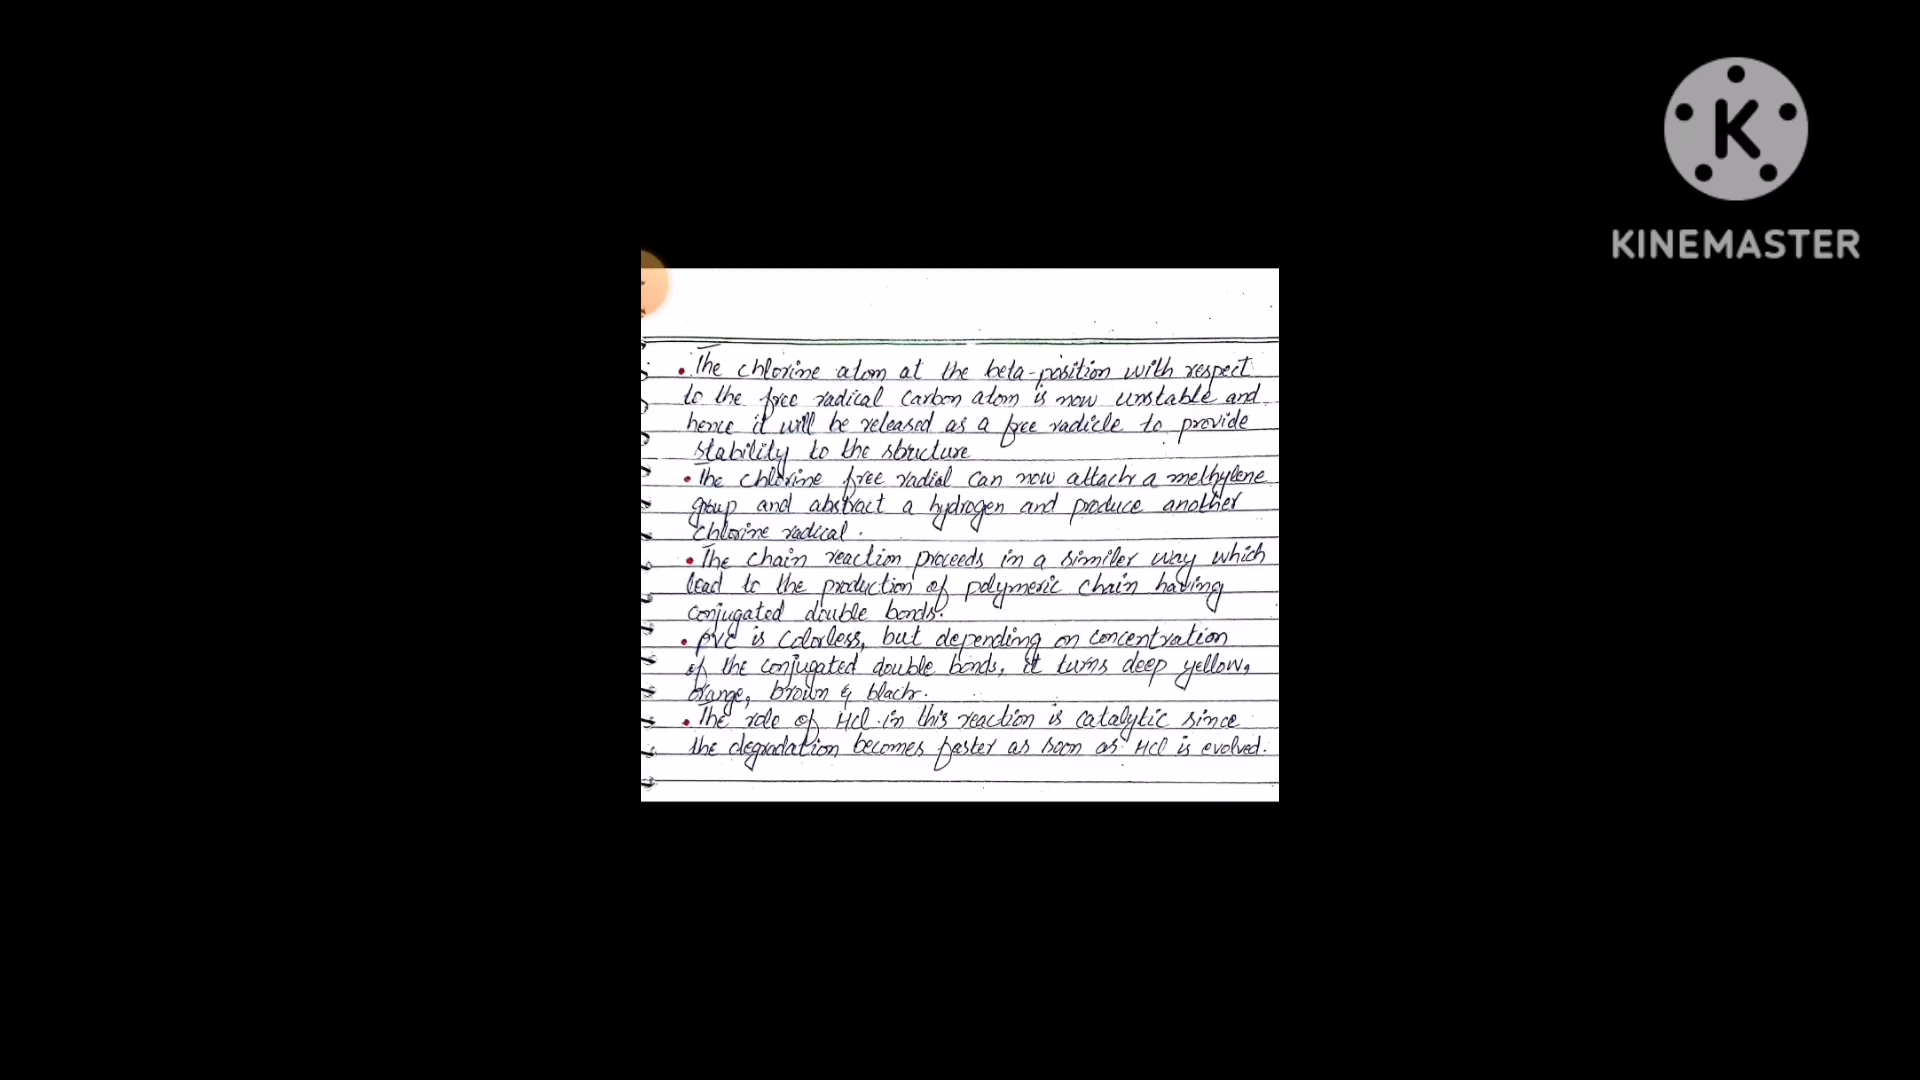 KINEMASTER
• The chlorine atom at the beta-position with respect
to the free radical carbon atom is now unstable and
hence it will be released as a free radicle to provide
stability to the structure
• The chlorine free radial can now attach a methylene
group and abstract a hydrogen and produce another
chlorine radical.
• The chain reaction proceeds in a similer way which
lead to the production of polymeric chain having
conjugated double bonds.
• PVC is Colorless, but depending on concentration
of the conjugated double bonds, it turns deep yellow,
orange, brown & black.
• The role of HCl in this reaction is catalytic since
the degradation becomes faster as soon as HCl is evolved.